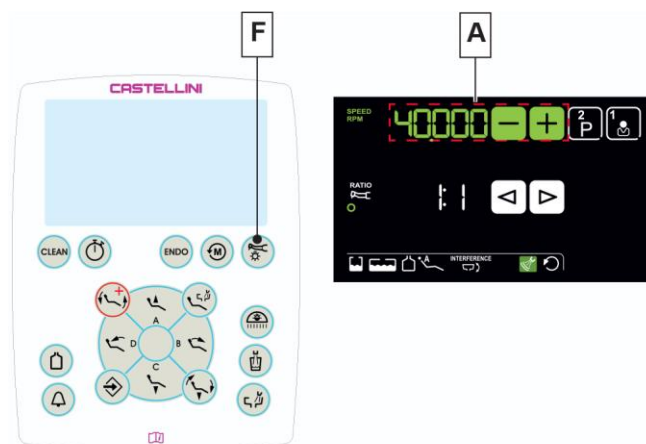 F
A
CASTELLINI
SPEED
RPM
40000
2
P
1
RATIO
1:1
CLEAN
ENDO
M
A
INTERFERENCE
A
D
B
C